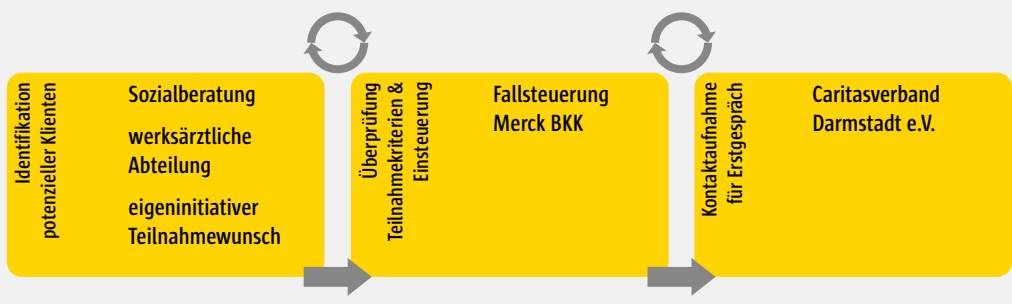 Identifikation
potenzieller Klienten
Sozialberatung
werksärztliche
Abteilung
eigeninitiativer
Teilnahmewunsch
Überprüfung
Teilnahmekriterien &
Einsteuerung
Fallsteuerung
Merck BKK
Kontaktaufnahme
für Erstgespräch
Caritasverband
Darmstadt e.V.